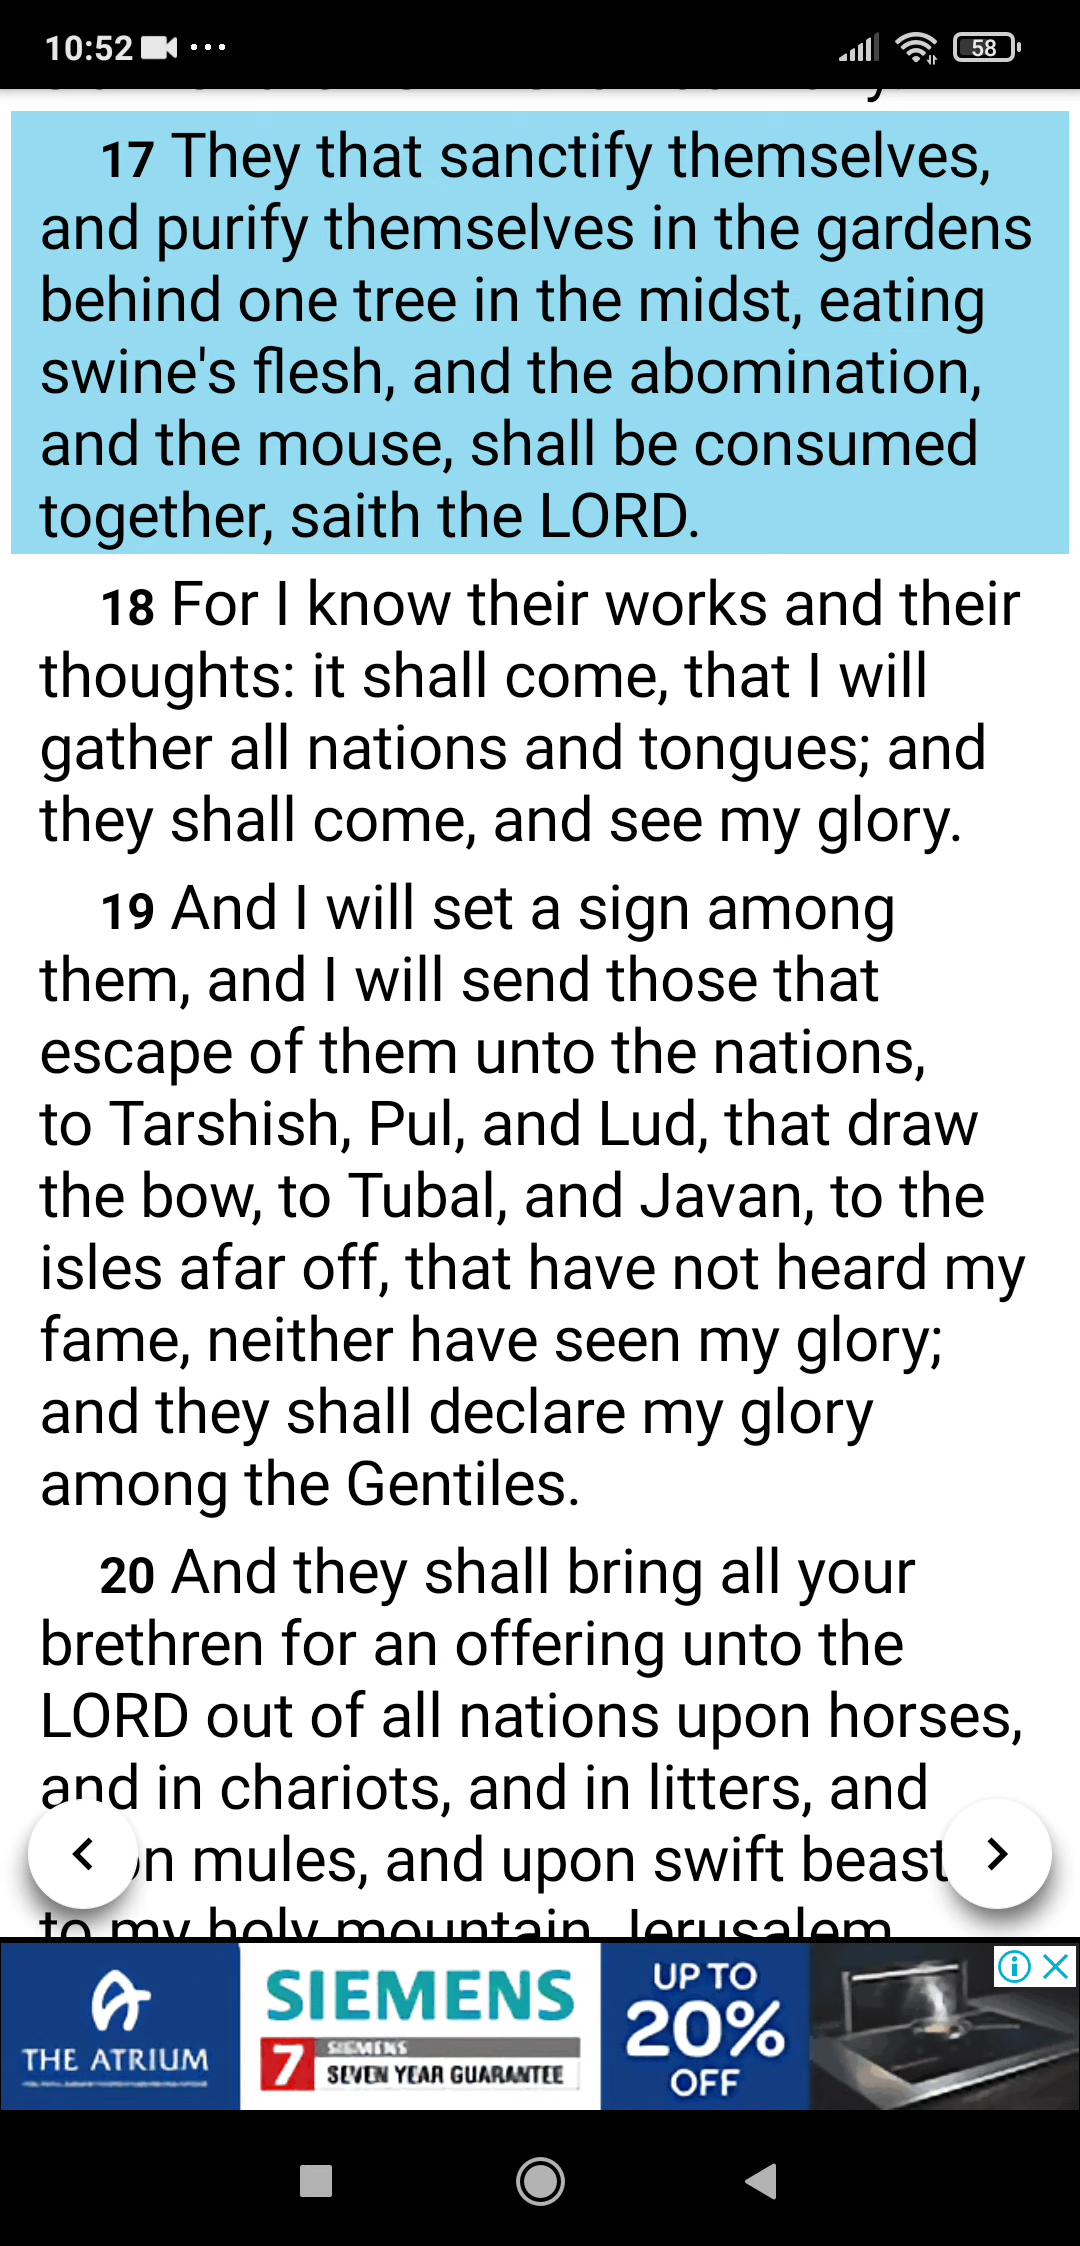 10:52
58
17 They that sanctify themselves,
and purify themselves in the gardens
behind one tree in the midst, eating
swine's flesh, and the abomination,
and the mouse, shall be consumed
together, saith the LORD.
18 For I know their works and their
thoughts: it shall come, that I will
gather all nations and tongues; and
they shall come, and see my glory.
19 And I will set a sign among
them, and I will send those that
escape of them unto the nations,
to Tarshish, Pul, and Lud, that draw
the bow, to Tubal, and Javan, to the
isles afar off, that have not heard my
fame, neither have seen my glory;
and they shall declare my glory
among the Gentiles.
20 And they shall bring all your
brethren for an offering unto the
LORD out of all nations upon horses,
and in chariots, and in litters, and
mules, and upon swift
to my holy mountain Jerusalem
THE ATRIUM
SIEMENS
7 SIEMENS
SEVEN YEAR GUARANTEE
UP TO
20%
OFF